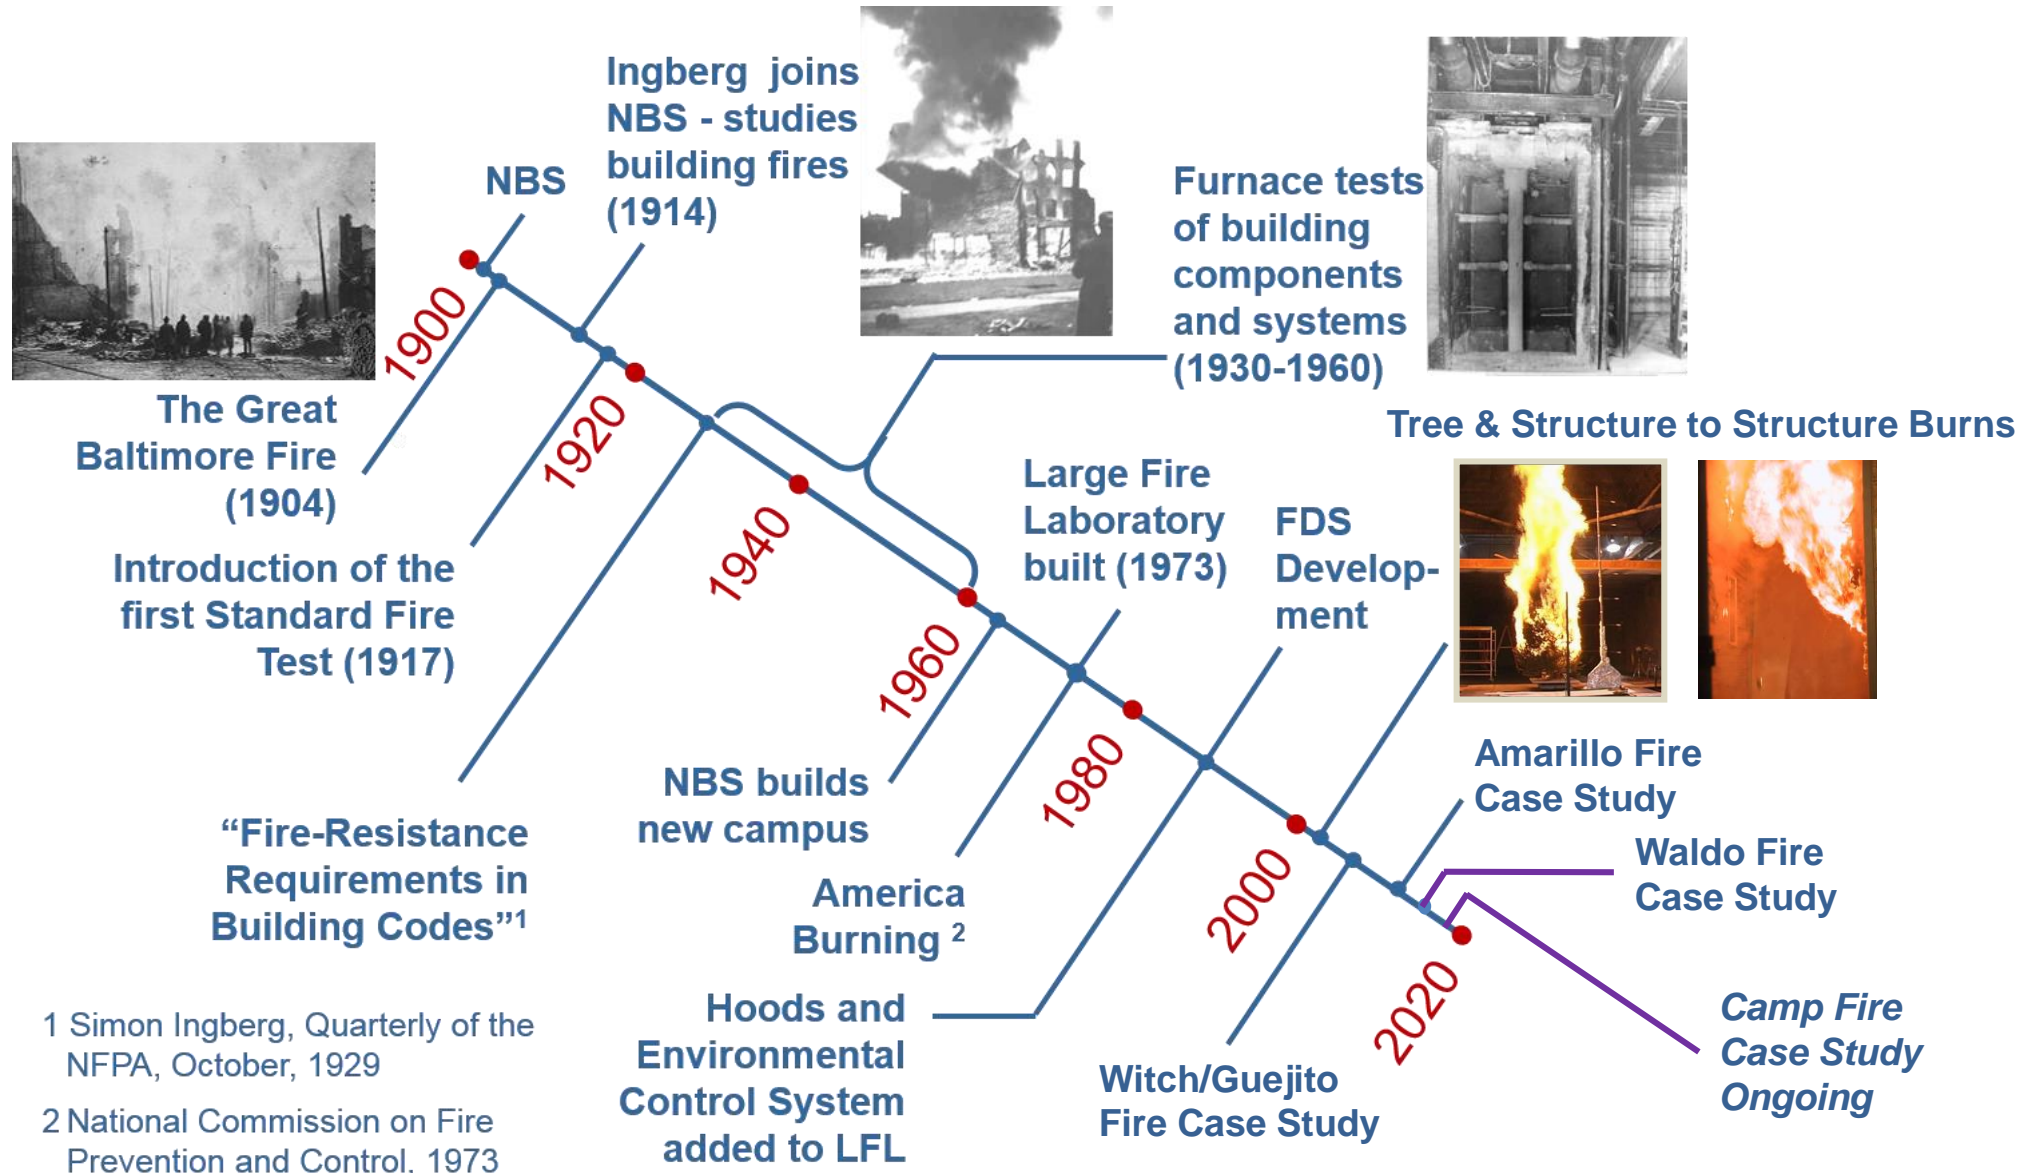 NBS
Ingberg joins
NBS - studies
building fires
(1914)
Furnace tests
of building
components
and systems
(1930-1960)
1900
The Great
Baltimore Fire
(1904)
1920
Introduction of the
first Standard Fire
Test (1917)
Tree & Structure to Structure Burns
1940
Large Fire
Laboratory
built (1973)
FDS
Develop-
ment
1960
“Fire-Resistance
Requirements in
Building Codes”1
NBS builds
new campus
1980
America
Burning 2
Amarillo Fire
Case Study
Waldo Fire
Case Study
2000
Hoods and
Environmental
Control System
added to LFL
2020
Witch/Guejito
Fire Case Study
Camp Fire
Case Study
Ongoing
1 Simon Ingberg, Quarterly of the
NFPA, October, 1929
2 National Commission on Fire
Prevention and Control, 1973